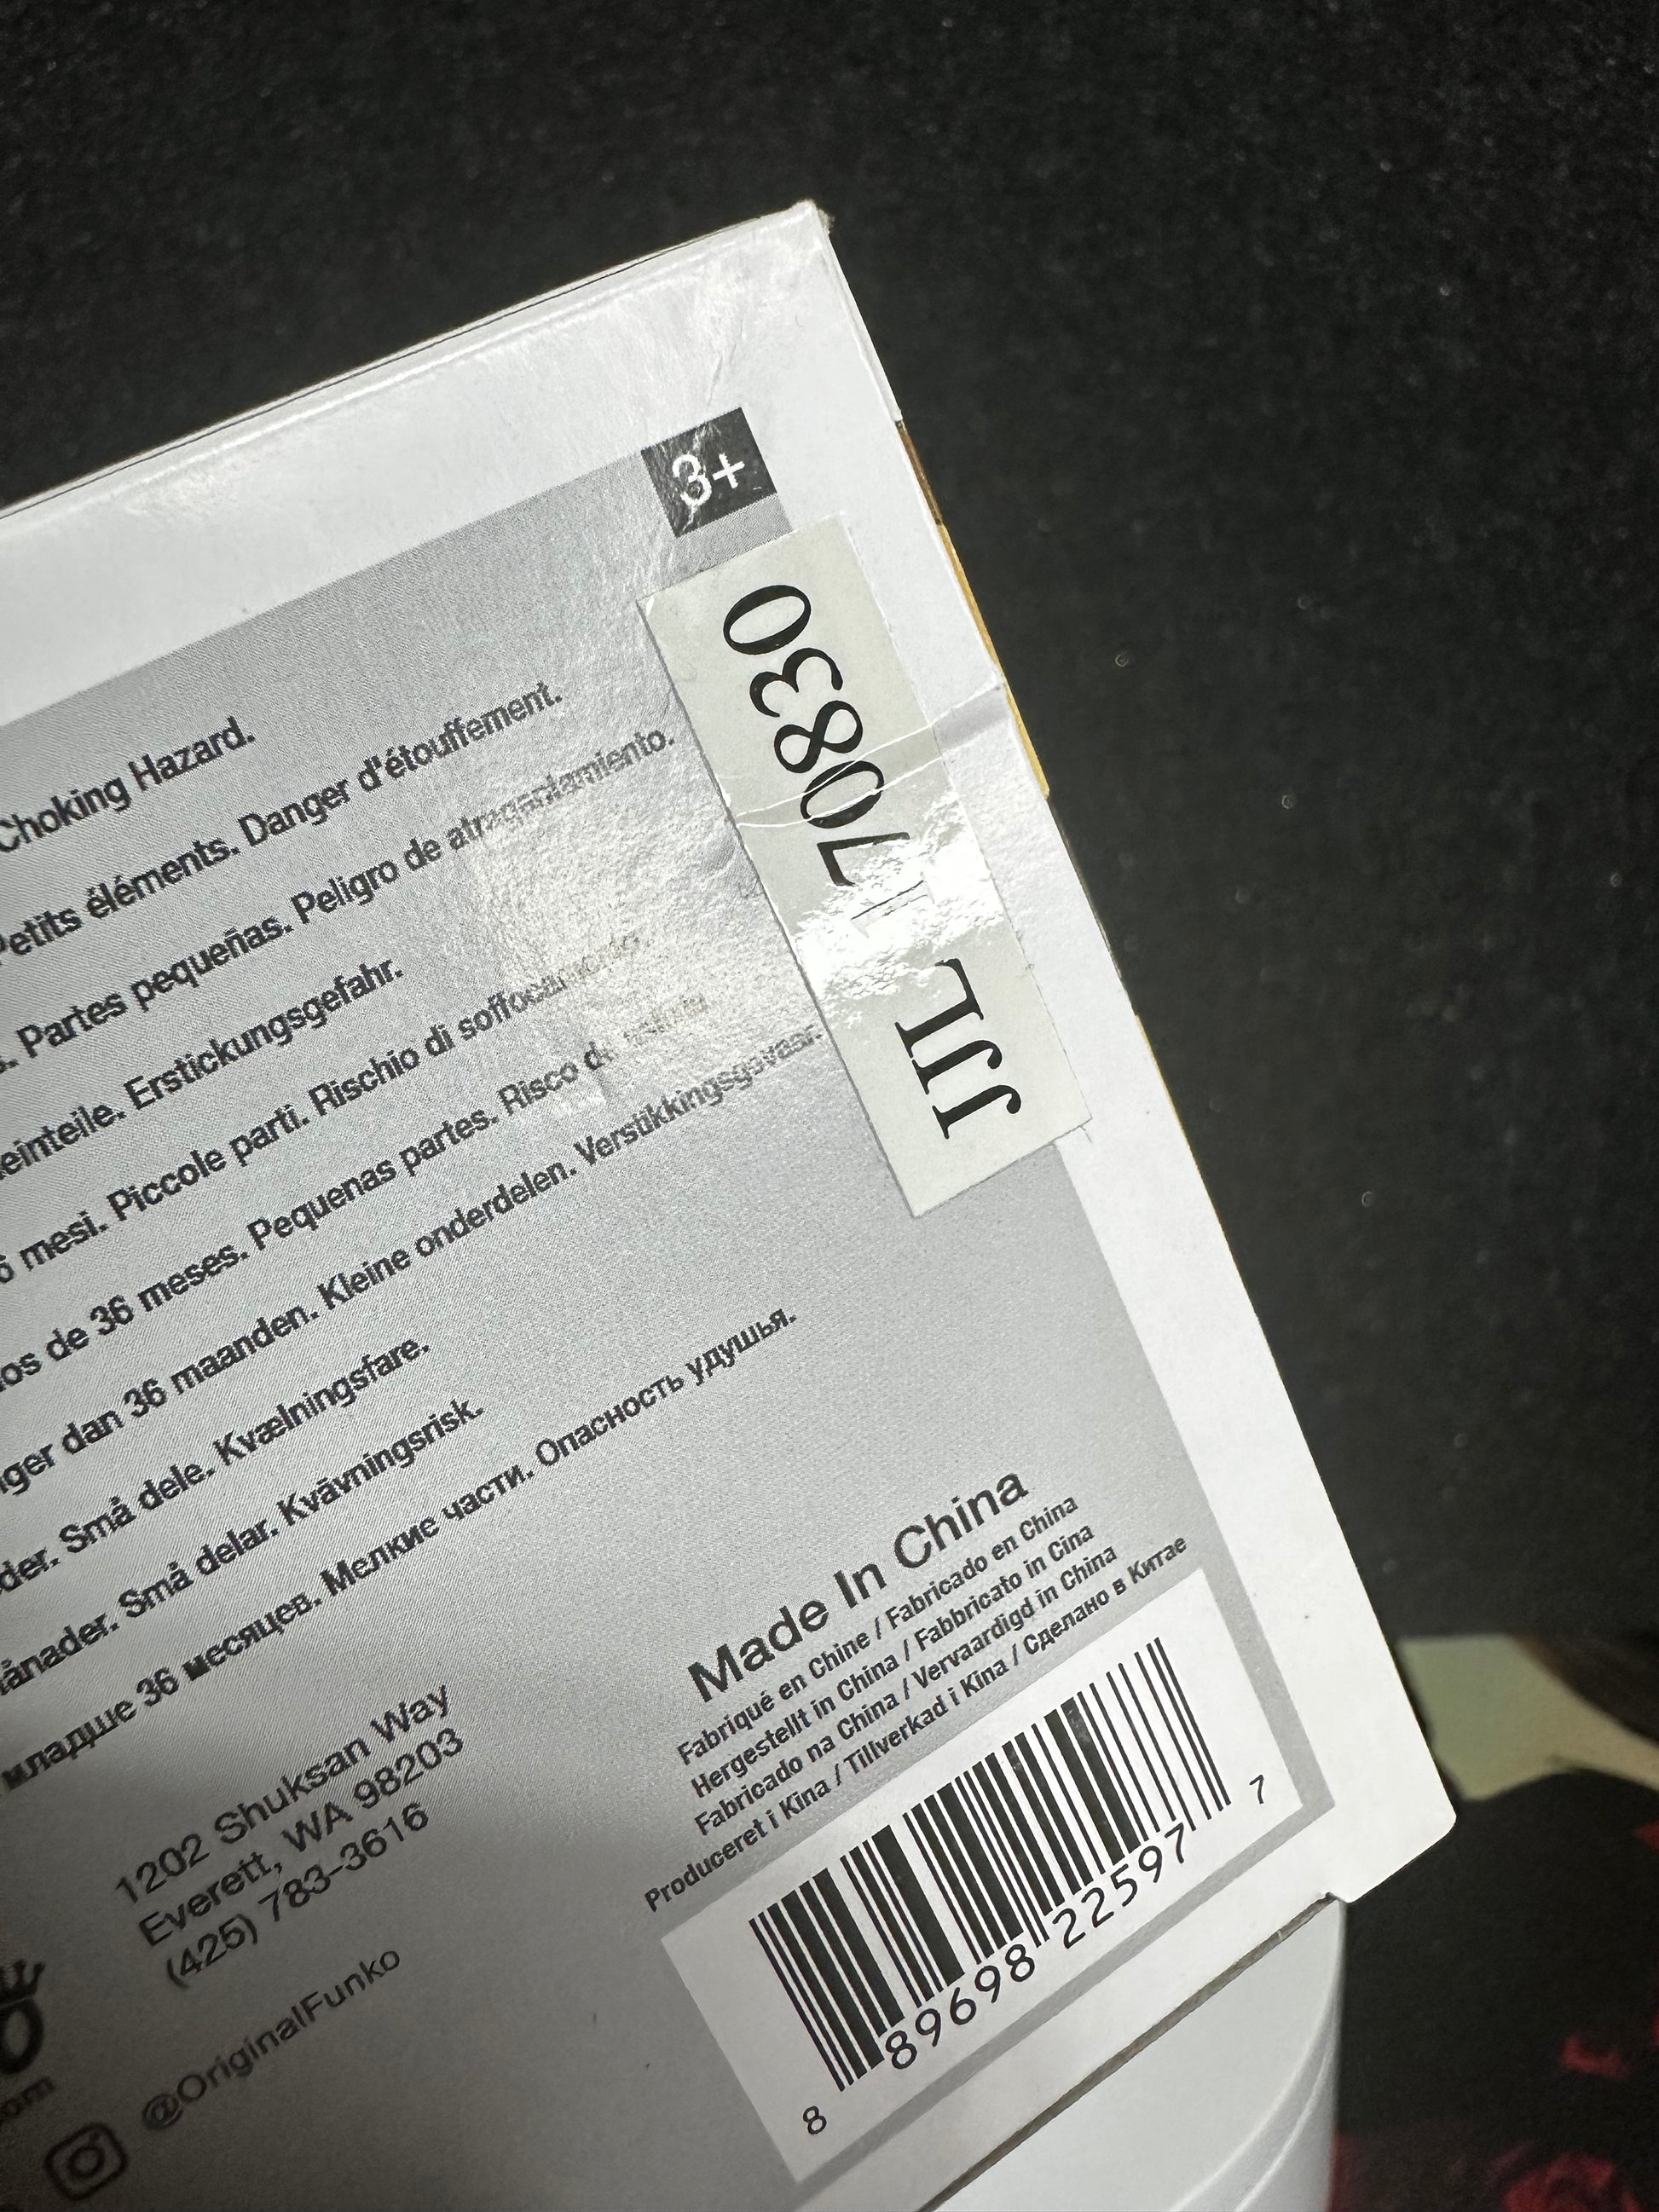 3+
JJL 170830
Choking Hazard.
Petits éléments. Danger d'étouffement.
. Partes pequeñas. Peligro de atragantamiento.
einteile. Erstickungsgefahr.
6 mesi. Piccole parti. Rischio di soffocamento.
os de 36 meses. Pequenas partes. Risco de
ger dan 36 maanden. Kleine onderdelen. Verstikkingsgevaar.
der. Små dele. Kvælningsfare.
ånader. Små delar. Kvävningsrisk.
младше 36 месяцев. Мелкие части. Опасность удушья.
1202 Shuksan Way
Everett, WA 98203
(425) 783-3616
@OriginalFunko
Made In China
Fabriqué en Chine / Fabricado en China
Hergestellt in China / Fabbricato in Cina
Fabricado na China / Vervaardigd in China
Produceret i Kina / Tillverkad i Kina / Сделано в Китае
8 89698 22597 7